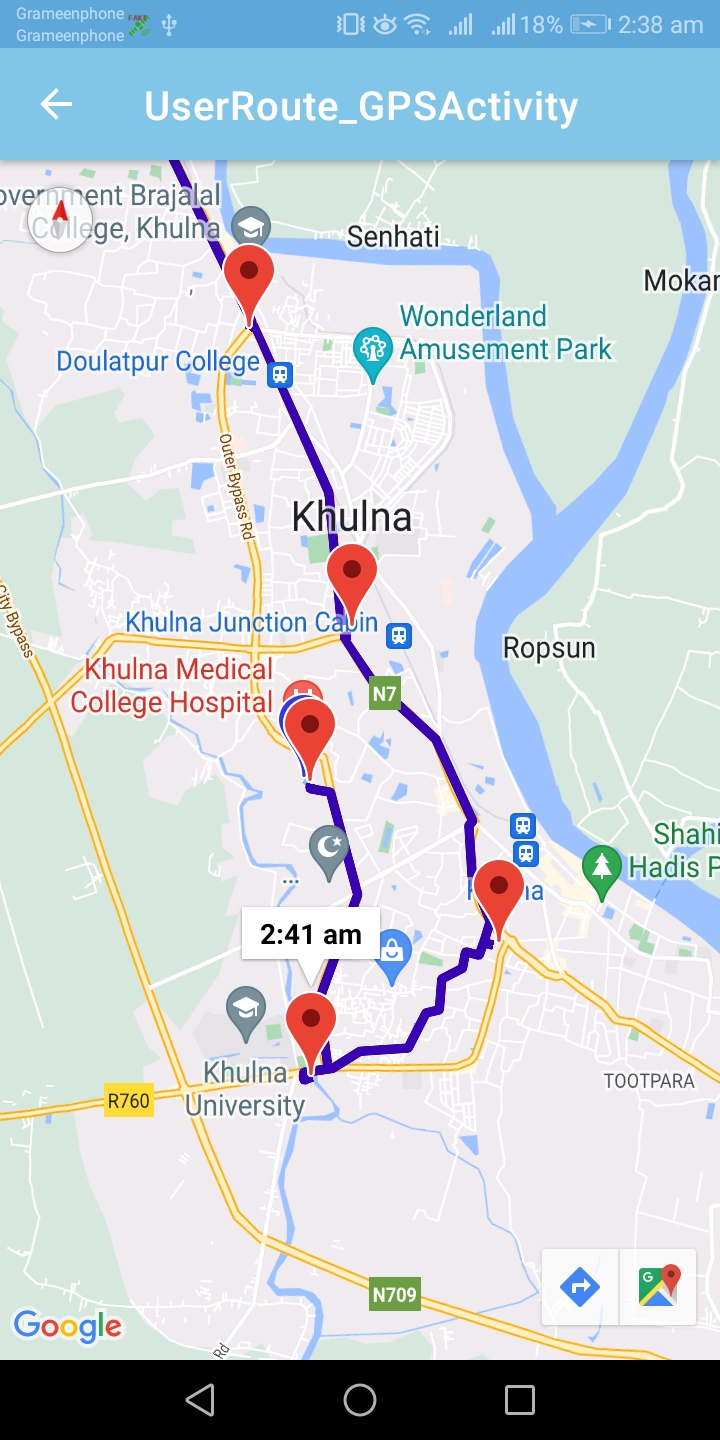 Grameenphone
Grameenphone
FAKE
18%
2:38 am
UserRoute_GPSActivity
overnment Brajalal
College, Khulna
Senhati
Mokar
Wonderland
Amusement Park
Doulatpur College
Outer Bypass Rd
Khulna
Khulna Junction Cabin
City Bypass
Ropsun
Khulna Medical
College Hospital
N7
Shahi
Hadis P
...
2:41 am
Khulna
University
TOOTPARA
R760
N709
G
Google
Rd